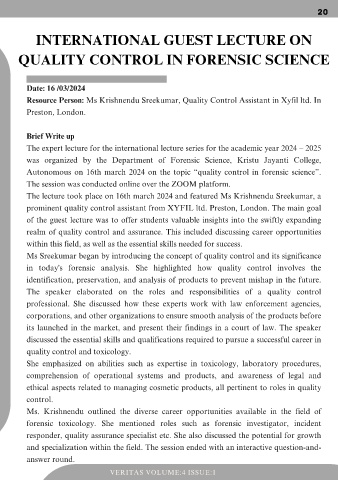 20
INTERNATIONAL GUEST LECTURE ON
QUALITY CONTROL IN FORENSIC SCIENCE
Date: 16 /03/2024
Resource Person: Ms Krishnendu Sreekumar, Quality Control Assistant in Xyfil ltd. In
Preston, London.
Brief Write up
The expert lecture for the international lecture series for the academic year 2024 – 2025
was organized by the Department of Forensic Science, Kristu Jayanti College,
Autonomous on 16th march 2024 on the topic “quality control in forensic science”.
The session was conducted online over the ZOOM platform.
The lecture took place on 16th march 2024 and featured Ms Krishnendu Sreekumar, a
prominent quality control assistant from XYFIL ltd. Preston, London. The main goal
of the guest lecture was to offer students valuable insights into the swiftly expanding
realm of quality control and assurance. This included discussing career opportunities
within this field, as well as the essential skills needed for success.
Ms Sreekumar began by introducing the concept of quality control and its significance
in today's forensic analysis. She highlighted how quality control involves the
identification, preservation, and analysis of products to prevent mishap in the future.
The speaker elaborated on the roles and responsibilities of a quality control
professional. She discussed how these experts work with law enforcement agencies,
corporations, and other organizations to ensure smooth analysis of the products before
its launched in the market, and present their findings in a court of law. The speaker
discussed the essential skills and qualifications required to pursue a successful career in
quality control and toxicology.
She emphasized on abilities such as expertise in toxicology, laboratory procedures,
comprehension of operational systems and products, and awareness of legal and
ethical aspects related to managing cosmetic products, all pertinent to roles in quality
control.
Ms. Krishnendu outlined the diverse career opportunities available in the field of
forensic toxicology. She mentioned roles such as forensic investigator, incident
responder, quality assurance specialist etc. She also discussed the potential for growth
and specialization within the field. The session ended with an interactive question-and-
answer round.
VERITAS VOLUME:4 ISSUE:1